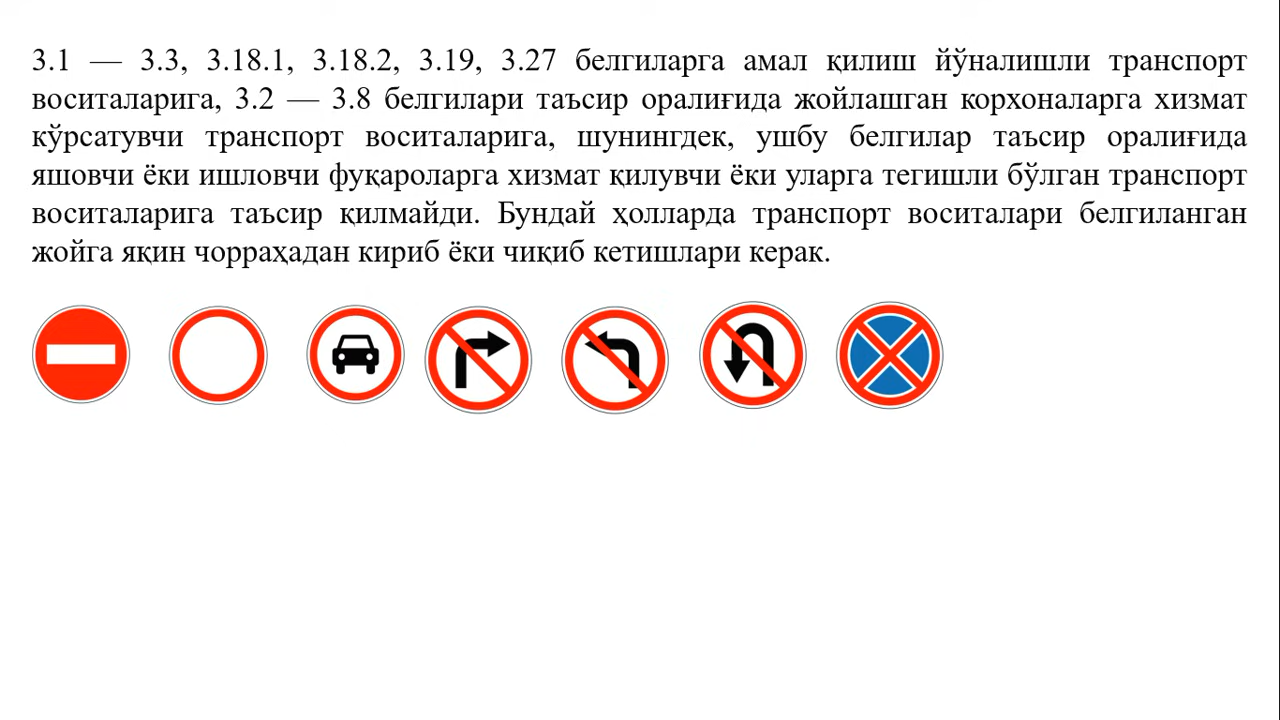 3.1 — 3.3, 3.18.1, 3.18.2, 3.19, 3.27 белгиларга амал қилиш йўналишли транспорт
воситаларига, 3.2 — 3.8 белгилари таъсир оралиғида жойлашган корхоналарга хизмат
кўрсатувчи транспорт воситаларига, шунингдек, ушбу белгилар таъсир оралиғида
яшовчи ёки ишловчи фуқароларга хизмат қилувчи ёки уларга тегишли бўлган транспорт
воситаларига таъсир қилмайди. Бундай ҳолларда транспорт воситалари белгиланган
жойга яқин чорраҳадан кириб ёки чиқиб кетишлари керак.